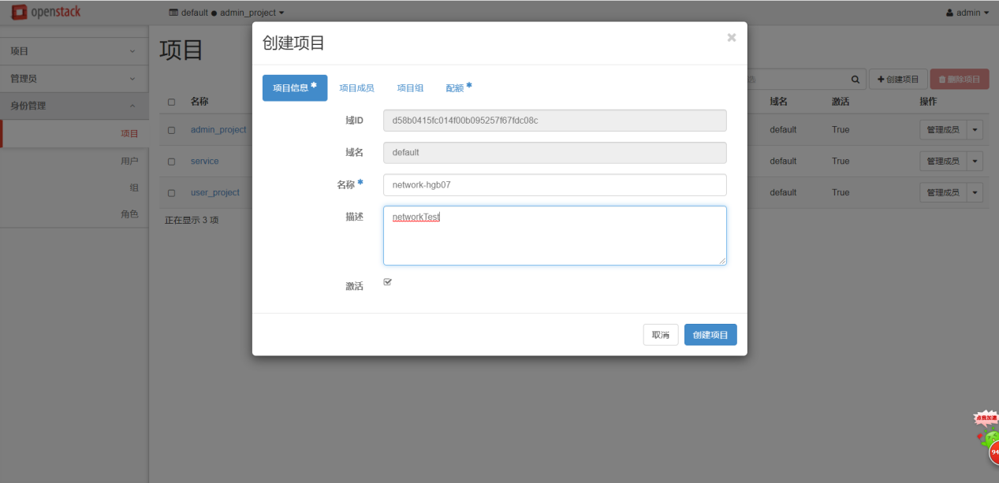 openstack
default ● admin_project
admin
项目
管理员
身份管理
项目
用户
组
角色
项目
创建项目
删除项目
名称
域名
激活
操作
admin_project
default
True
管理成员
service
default
True
管理成员
user_project
default
True
管理成员
正在显示 3 项
创建项目
×
项目信息 *
项目成员
项目组
配额 *
域ID
d58b0415fc014f00b095257f67fdc08c
域名
default
名称 *
network-hgb07
描述
networkTest
激活
取消
创建项目
点我加速
94